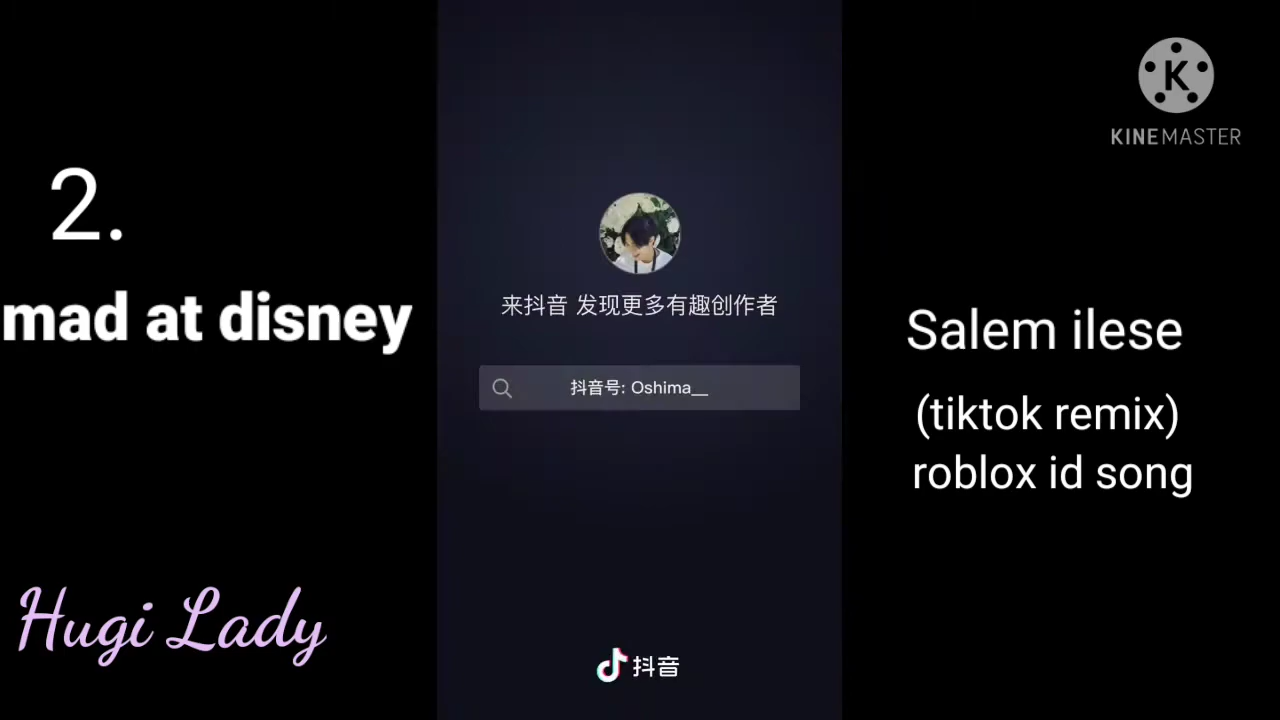 2.
mad at disney
Hugi Lady
来抖音 发现更多有趣创作者
抖音号: Oshima__
抖音
KINEMASTER
Salem ilese
(tiktok remix)
roblox id song